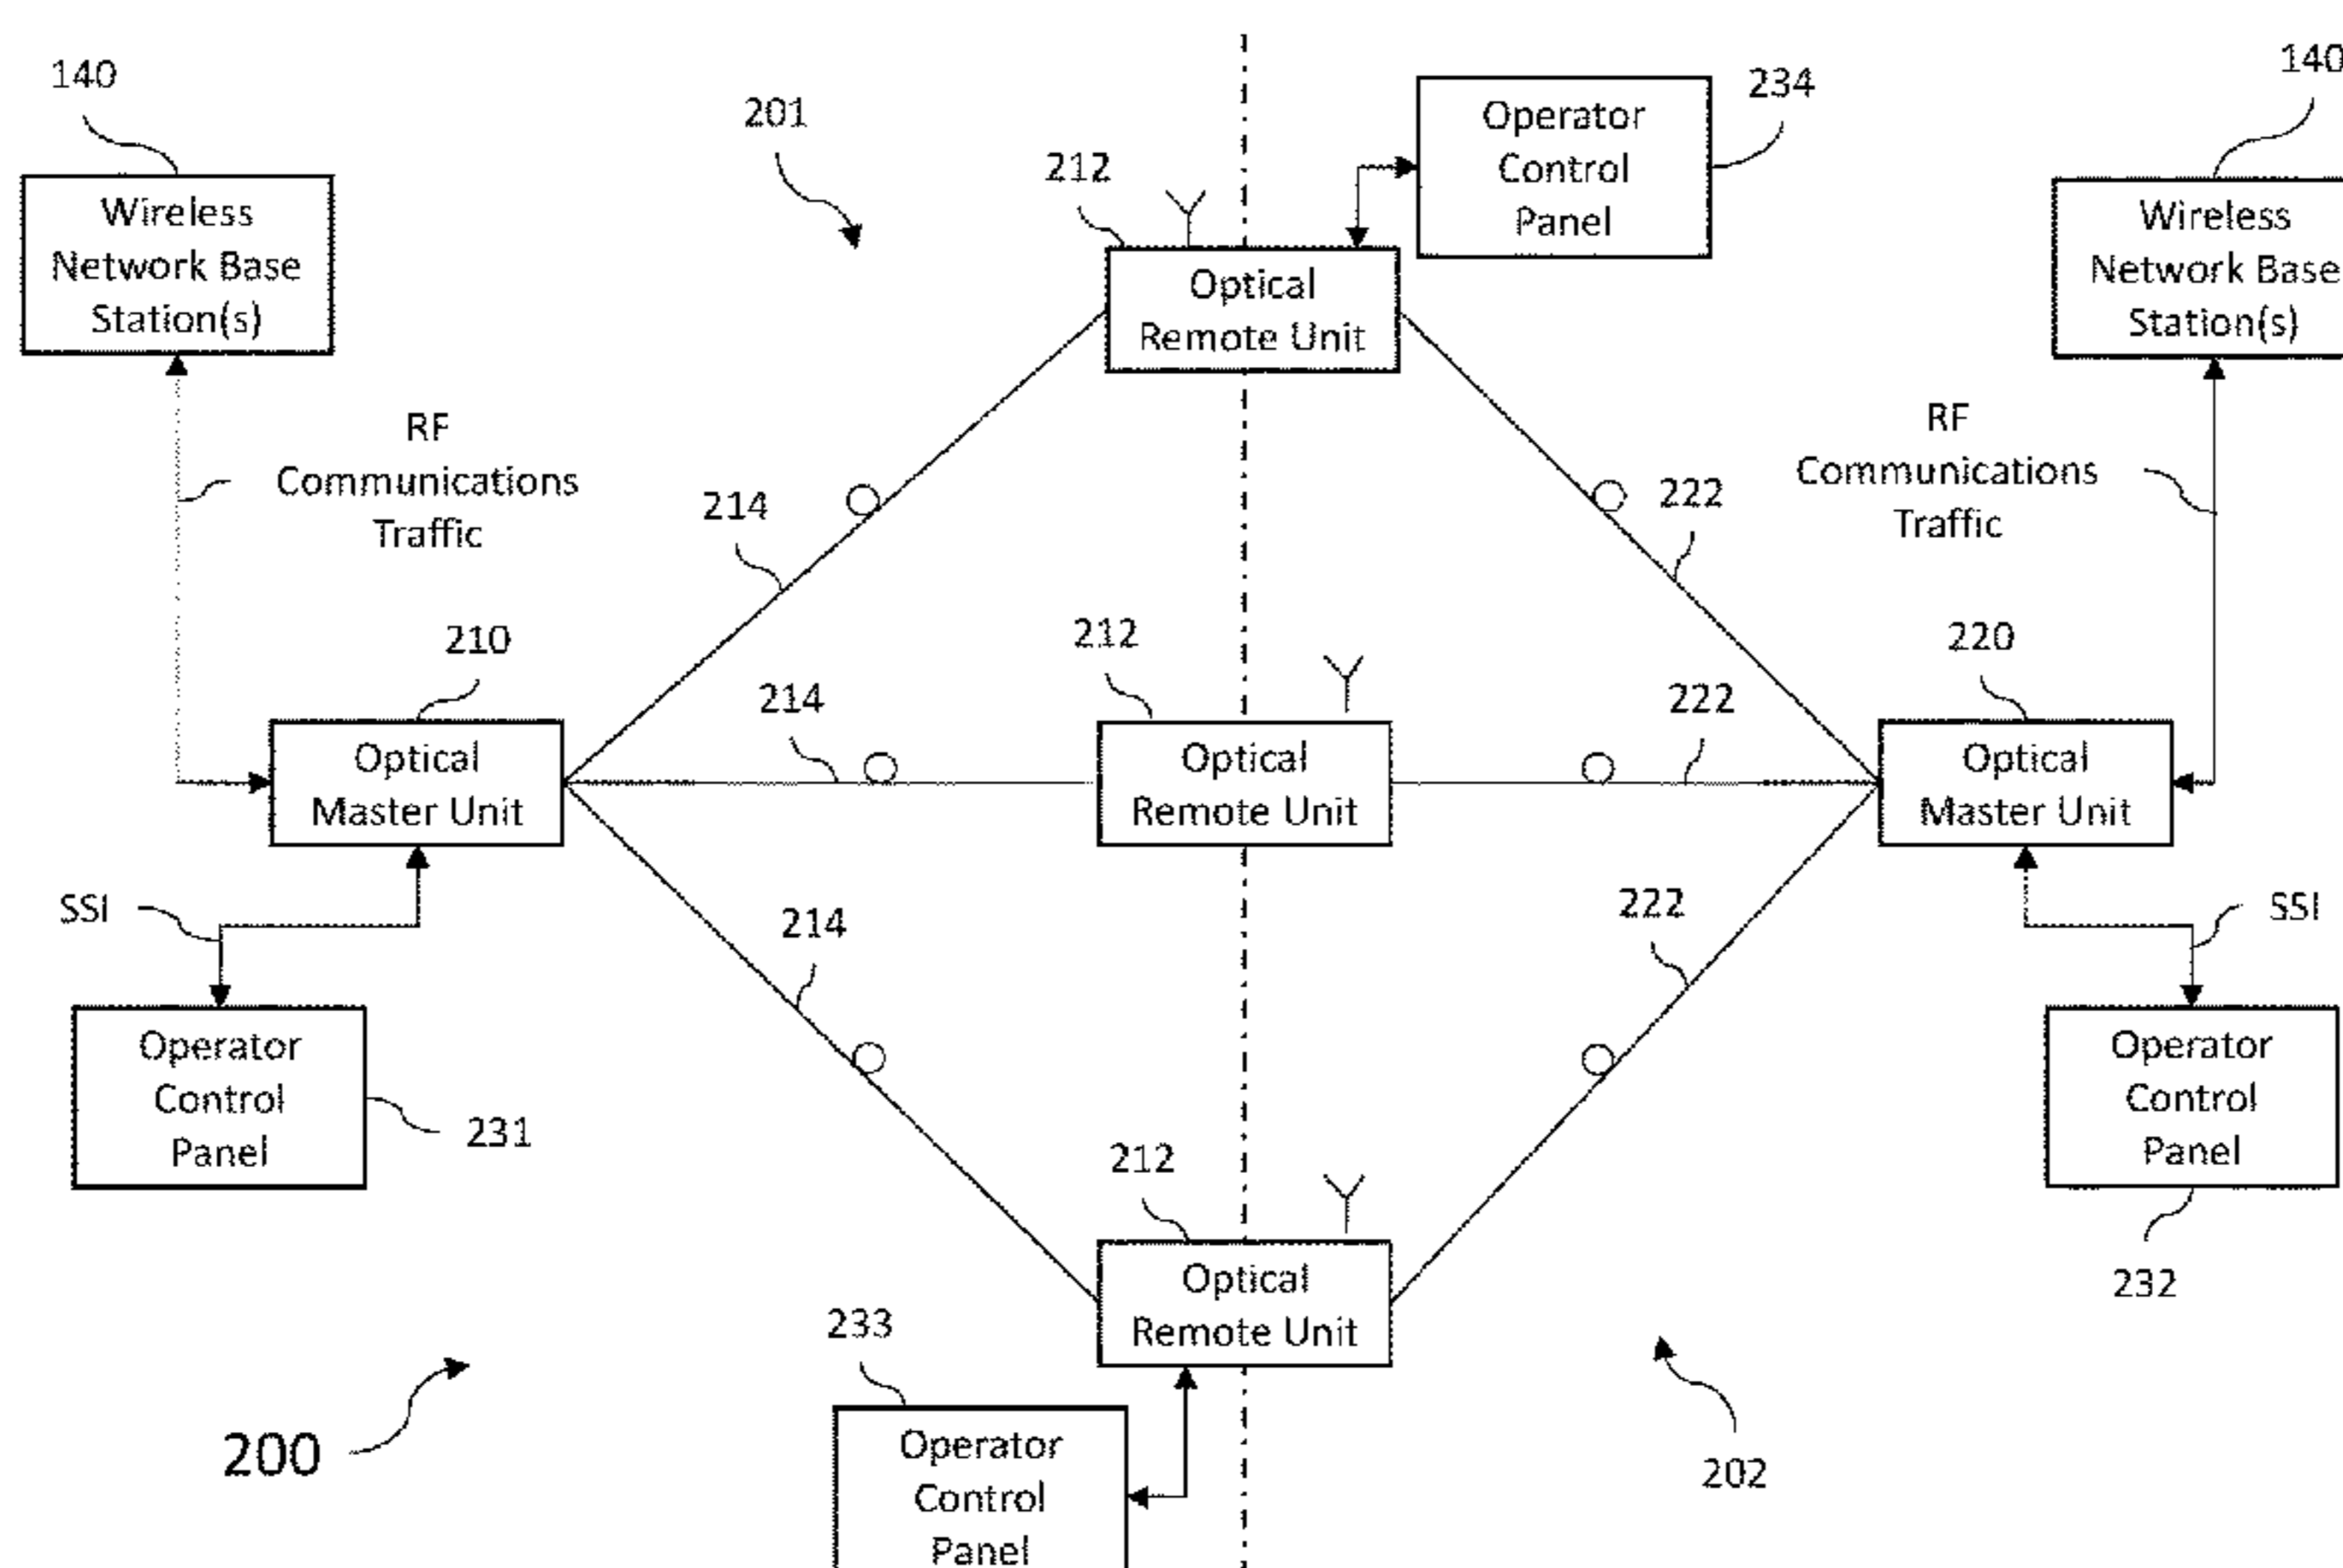 140
Wireless
Network Base
Station(s)
201
212
Optical
Remote Unit
Operator
Control
Panel
234
140
Wireless
Network Base
Station(s)
RF
Communications
Traffic
214
222
RF
Communications
Traffic
210
Optical
Master Unit
214
212
Optical
Remote Unit
222
220
Optical
Master Unit
SSI
Operator
Control
Panel
231
214
222
SSI
Operator
Control
Panel
232
212
Optical
Remote Unit
233
Operator
Control
Panel
200
202